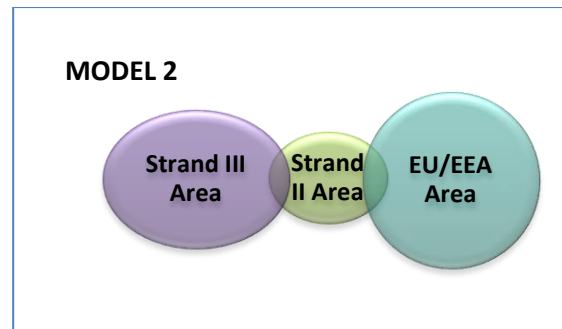 MODEL 2
Strand III
Area
Strand
II Area
EU/EEA
Area